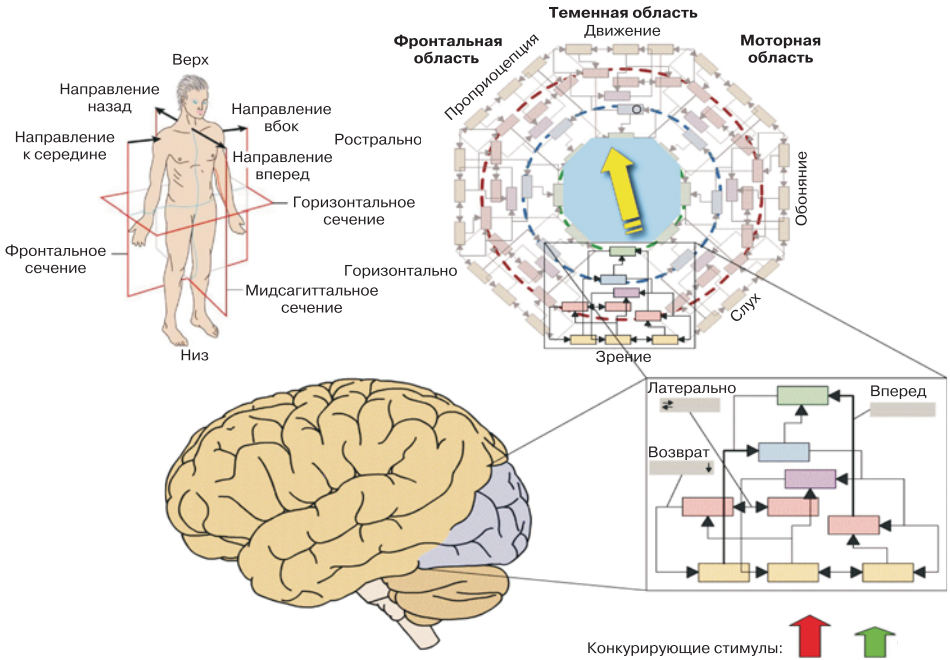 Верх
Направление
назад
Направление
к середине
Направление
вбок
Направление
вперед
Горизонтальное
сечение
Фронтальное
сечение
Мидсагиттальное
сечение
Низ
Рострально
Горизонтально
Теменная область
Движение
Фронтальная
область
Моторная
область
Проприоцепция
Обоняние
Слух
Зрение
Латерально
Вперед
Возврат
Конкурирующие стимулы: